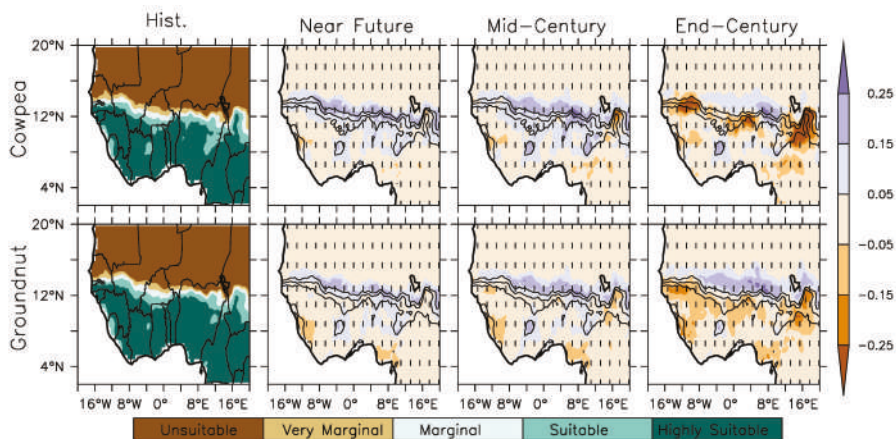 Hist. Near Future Mid-Century End-Century
20°N
12°N
4°N
Cowpea
20°N
12°N
4°N
Groundnut
0.25
0.15
0.05
-0.05
-0.15
-0.25
16°W 8°W 0° 8°E 16°E 16°W 8°W 0° 8°E 16°E 16°W 8°W 0° 8°E 16°E 16°W 8°W 0° 8°E 16°E
Unsuitable Very Marginal Marginal Suitable Highly Suitable